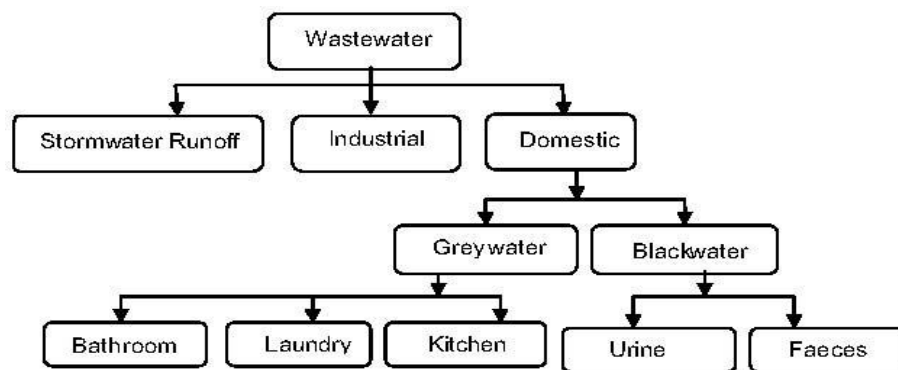 Wastewater
Stormwater Runoff
Industrial
Domestic
Greywater
Blackwater
Bathroom
Laundry
Kitchen
Urine
Faeces